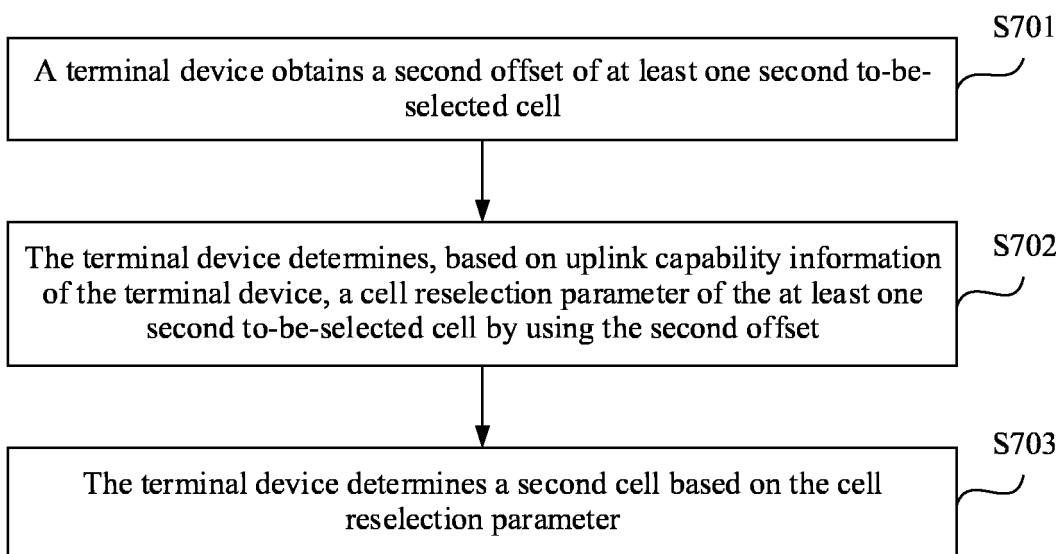 S701
A terminal device obtains a second offset of at least one second to-be-
selected cell
S702
The terminal device determines, based on uplink capability information
of the terminal device, a cell reselection parameter of the at least one
second to-be-selected cell by using the second offset
S703
The terminal device determines a second cell based on the cell
reselection parameter